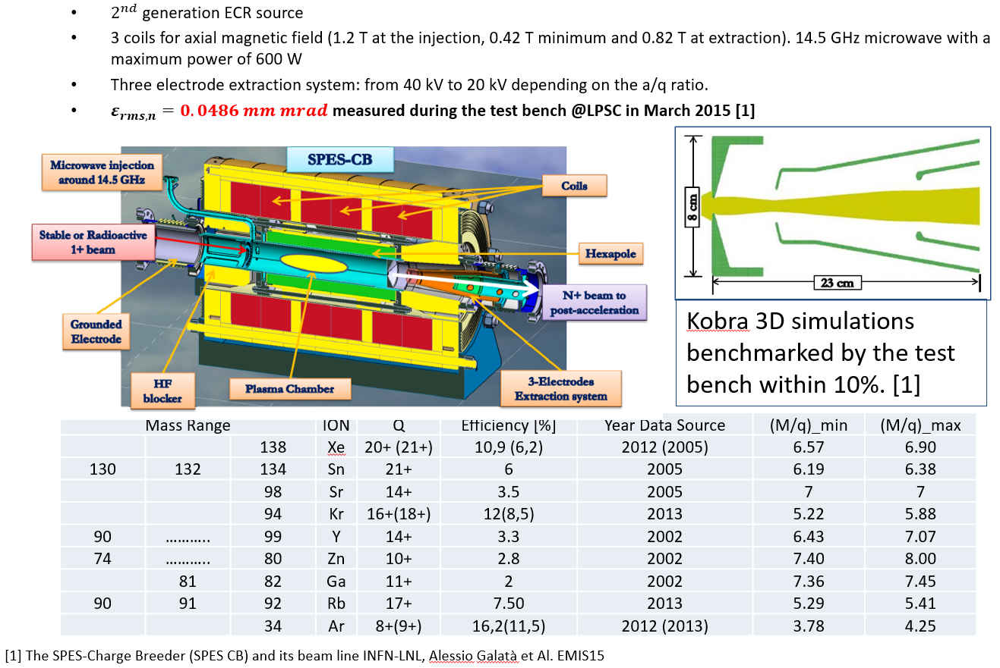 • 2nd generation ECR source
• 3 coils for axial magnetic field (1.2 T at the injection, 0.42 T minimum and 0.82 T at extraction). 14.5 GHz microwave with a
maximum power of 600 W
• Three electrode extraction system: from 40 kV to 20 kV depending on the a/q ratio.
• εrms,n = 0.0486 mm mrad measured during the test bench @LPSC in March 2015 [1]
SPES-CB
Microwave injection
around 14.5 GHz
Coils
Stable or Radioactive
1+ beam
Hexapole
N+ beam to
post-acceleration
Grounded
Electrode
HF
blocker
Plasma Chamber
3-Electrodes
Extraction system
8 cm
23 cm
Kobra 3D simulations
benchmarked by the test
bench within 10%. [1]
Mass Range ION Q Efficiency [%] Year Data Source (M/q)_min (M/q)_max
138 Xe 20+ (21+) 10,9 (6,2) 2012 (2005) 6.57 6.90
130 132 134 Sn 21+ 6 2005 6.19 6.38
98 Sr 14+ 3.5 2005 7 7
94 Kr 16+(18+) 12(8,5) 2013 5.22 5.88
90 ........... 99 Y 14+ 3.3 2002 6.43 7.07
74 ........... 80 Zn 10+ 2.8 2002 7.40 8.00
81 82 Ga 11+ 2 2002 7.36 7.45
90 91 92 Rb 17+ 7.50 2013 5.29 5.41
34 Ar 8+(9+) 16,2(11,5) 2012 (2013) 3.78 4.25
[1] The SPES-Charge Breeder (SPES CB) and its beam line INFN-LNL, Alessio Galatà et Al. EMIS15